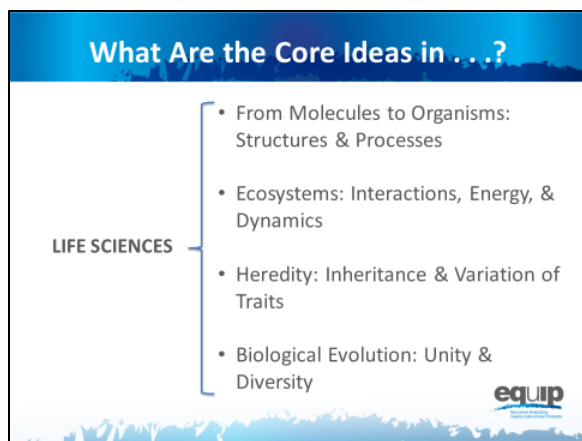 What Are the Core Ideas in . . .?
• From Molecules to Organisms:
Structures & Processes
• Ecosystems: Interactions, Energy, &
Dynamics
LIFE SCIENCES
• Heredity: Inheritance & Variation of
Traits
• Biological Evolution: Unity &
Diversity
equip